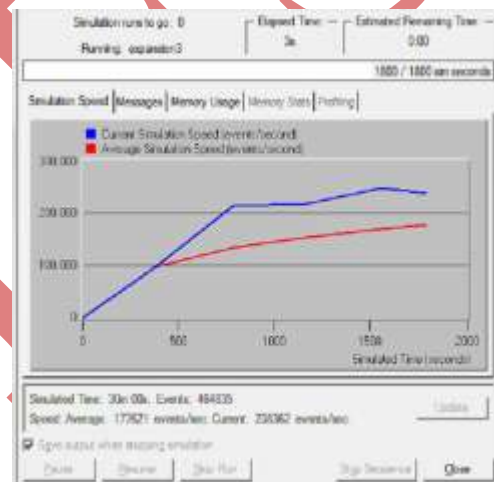 Simulation runs to go: 0
Running: expansion3
Elapsed Time:
3s
Estimated Remaining Time:
0.00
1800 / 1800 sim seconds
Simulation Speed
Messages
Memory Usage
Memory Stats
Profiling
Current Simulation Speed (events/second)
Average Simulation Speed (events/second)
300,000
200,000
100,000
0
0 500 1000 1500 2000
Simulated Time (seconds)
Simulated Time: 30m 00s. Events: 464835
Speed: Average: events/sec. Current: events/sec
Update
Save output when stopping simulation
Pause
Resume
Stop Run
Stop Sequence
Close